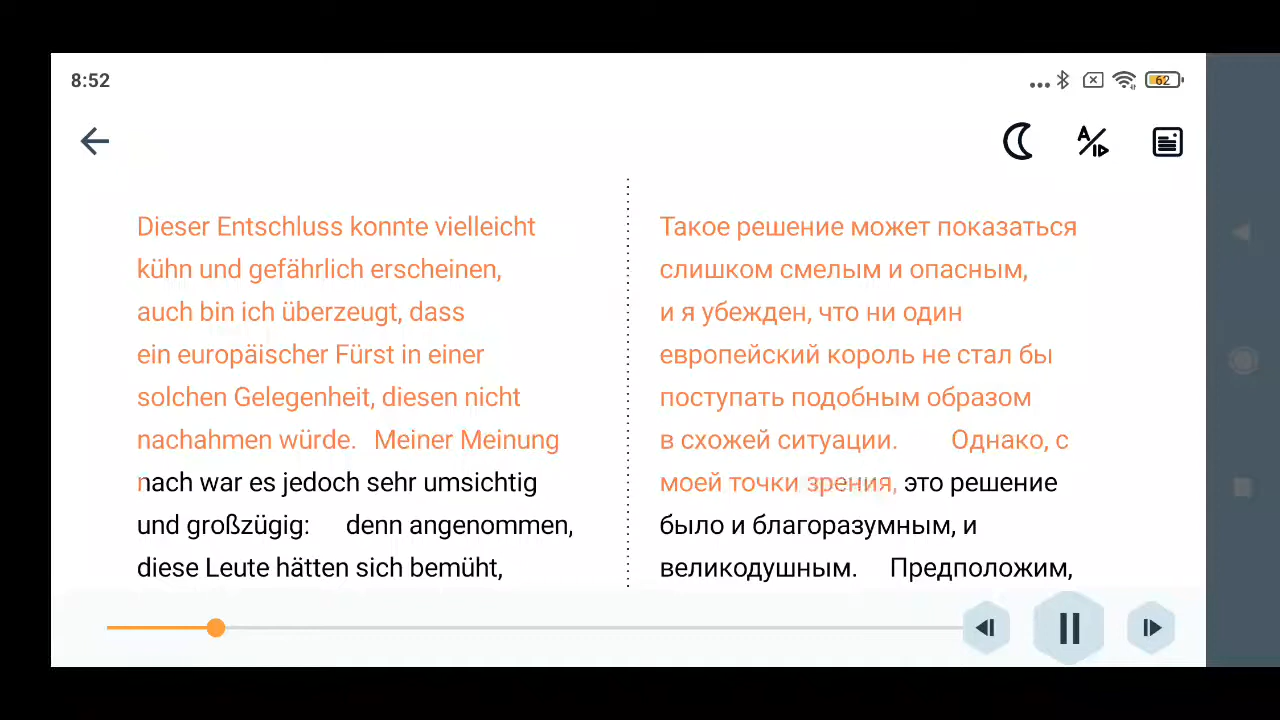 8:52
62
Dieser Entschluss konnte vielleicht
kühn und gefährlich erscheinen,
auch bin ich überzeugt, dass
ein europäischer Fürst in einer
solchen Gelegenheit, diesen nicht
nachahmen würde. Meiner Meinung
nach war es jedoch sehr umsichtig
und großzügig: denn angenommen,
diese Leute hätten sich bemüht,
Такое решение может показаться
слишком смелым и опасным,
и я убежден, что ни один
европейский король не стал бы
поступать подобным образом
в схожей ситуации. Однако, с
моей точки зрения, это решение
было и благоразумным, и
великодушным. Предположим,